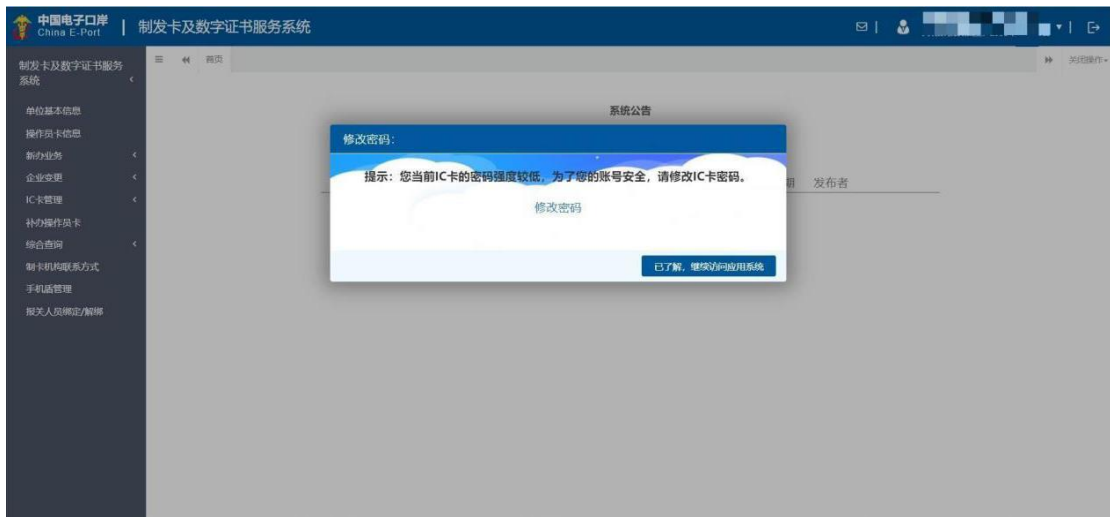 中国电子口岸
China E-Port
制发卡及数字证书服务系统
制发卡及数字证书服务
系统
单位基本信息
操作员卡信息
新办业务
企业变更
IC卡管理
补办操作员卡
综合查询
制卡机构联系方式
手机盾管理
报关人员绑定/解绑
首页
关闭操作
系统公告
期 发布者
修改密码:
提示：您当前IC卡的密码强度较低，为了您的账号安全，请修改IC卡密码。
修改密码
已了解，继续访问应用系统